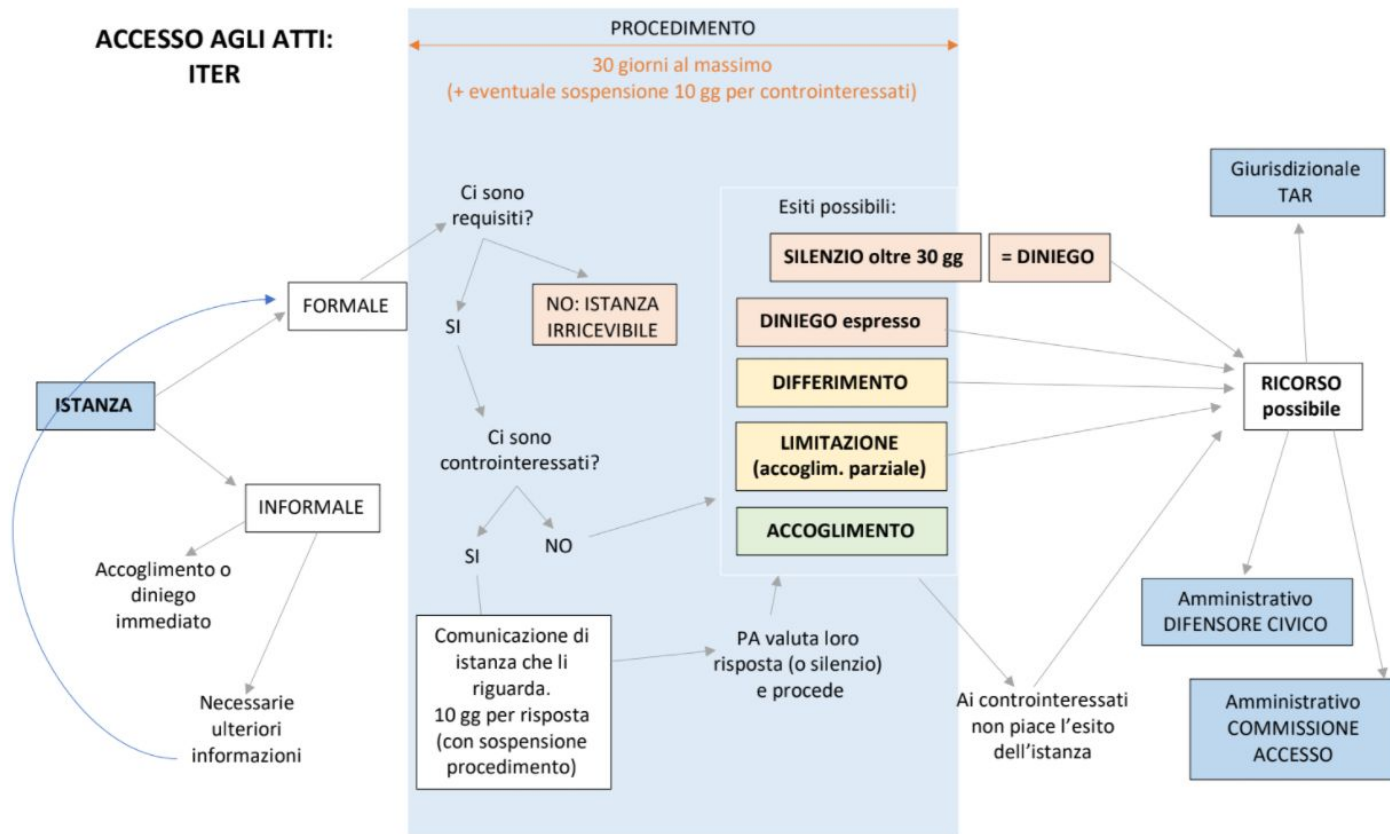 ACCESSO AGLI ATTI:
ITER
PROCEDIMENTO
30 giorni al massimo
(+ eventuale sospensione 10 gg per controinteressati)
ISTANZA
FORMALE
INFORMALE
Accoglimento o
diniego
immediato
Necessarie
ulteriori
informazioni
Ci sono
requisiti?
SI
NO: ISTANZA
IRRICEVIBILE
Ci sono
controinteressati?
SI
NO
Comunicazione di
istanza che li
riguarda.
10 gg per risposta
(con sospensione
procedimento)
PA valuta loro
risposta (o silenzio)
e procede
Esiti possibili:
SILENZIO oltre 30 gg
= DINIEGO
DINIEGO espresso
DIFFERIMENTO
LIMITAZIONE
(accoglim. parziale)
ACCOGLIMENTO
Ai controinteressati
non piace l’esito
dell’istanza
RICORSO
possibile
Giurisdizionale
TAR
Amministrativo
DIFENSORE CIVICO
Amministrativo
COMMISSIONE
ACCESSO